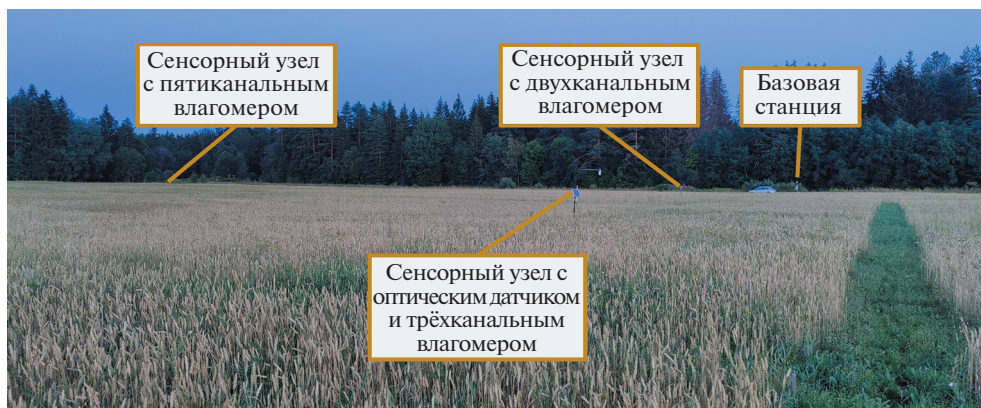 Сенсорный узел
с пятиканальным
влагомером
Сенсорный узел
с двухканальным
влагомером
Базовая
станция
Сенсорный узел с
оптическим датчиком
и трёхканальным
влагомером